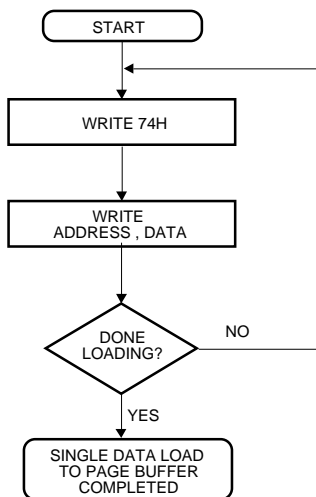 START
WRITE 74H
WRITE
ADDRESS , DATA
DONE
LOADING?
NO
YES
SINGLE DATA LOAD
TO PAGE BUFFER
COMPLETED